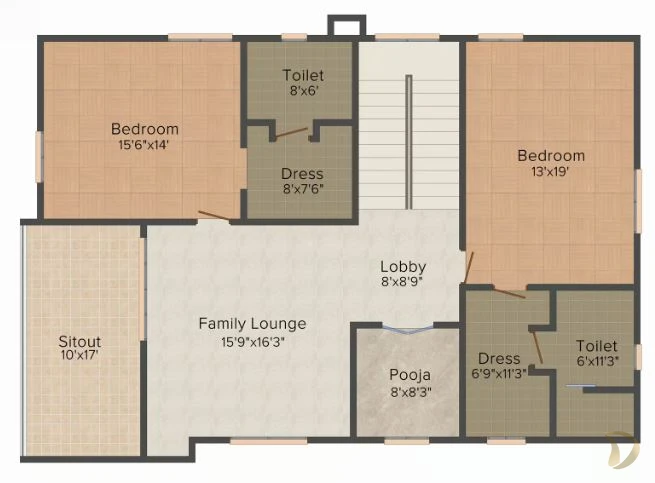 Toilet
8'x6'
Bedroom
15'6"x14'
Bedroom
13'x19'
Dress
8'x7'6"
Lobby
8'x8'9"
Family Lounge
15'9"x16'3"
Sitout
10'x17'
Toilet
6'x11'3"
Dress
6'9"x11'3"
Pooja
8'x8'3"